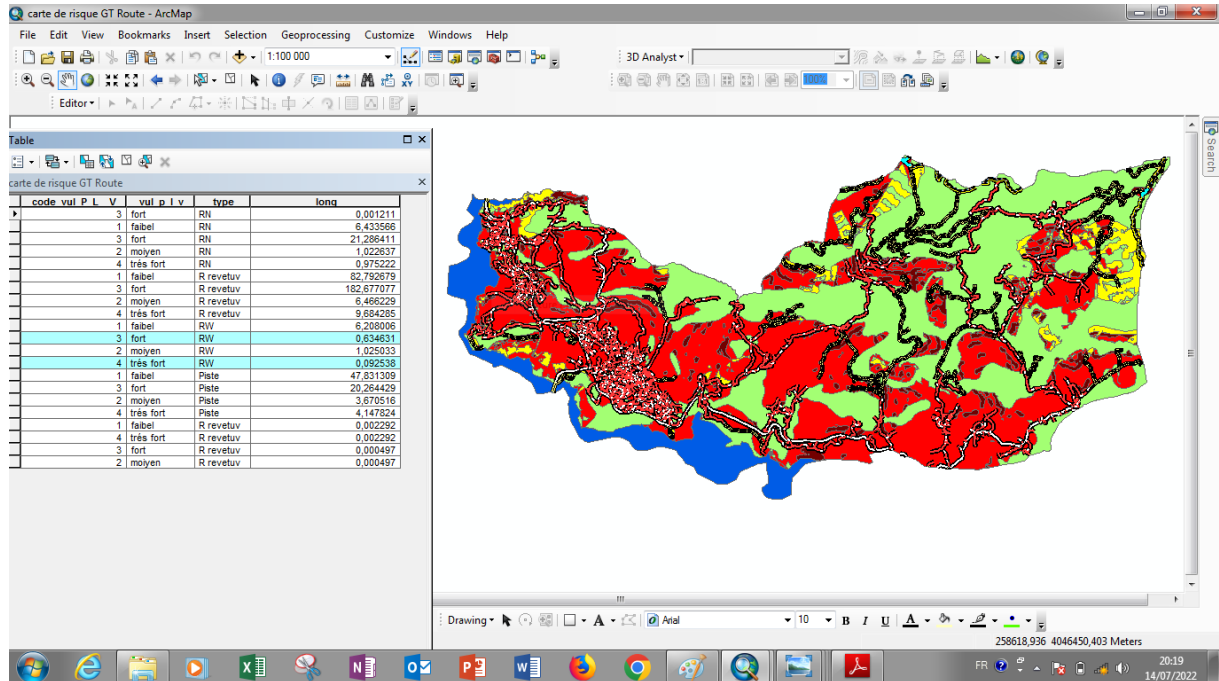 carte de risque GT Route - ArcMap
File Edit View Bookmarks Insert Selection Geoprocessing Customize Windows Help
1:100 000 3D Analyst
100%
Editor
Table
carte de risque GT Route
code_vul_P_L_V vul_p_l_v type long
3 fort RN 0,001211
1 faibel RN 6,433566
3 fort RN 21,286411
2 moiyen RN 1,022637
4 trés fort RN 0,975222
1 faibel R revetuv 82,792679
3 fort R revetuv 182,677077
2 moiyen R revetuv 6,466229
4 trés fort R revetuv 9,684285
1 faibel RW 6,208006
3 fort RW 0,634631
2 moiyen RW 1,025033
4 trés fort RW 0,092538
1 faibel Piste 47,831309
3 fort Piste 20,264429
2 moiyen Piste 3,670516
4 trés fort Piste 4,147824
1 faibel R revetuv 0,002292
4 trés fort R revetuv 0,002292
3 fort R revetuv 0,000497
2 moiyen R revetuv 0,000497
Search
Drawing A Arial 10 B I U A
258618,936 4046450,403 Meters
FR 20:19
14/07/2022